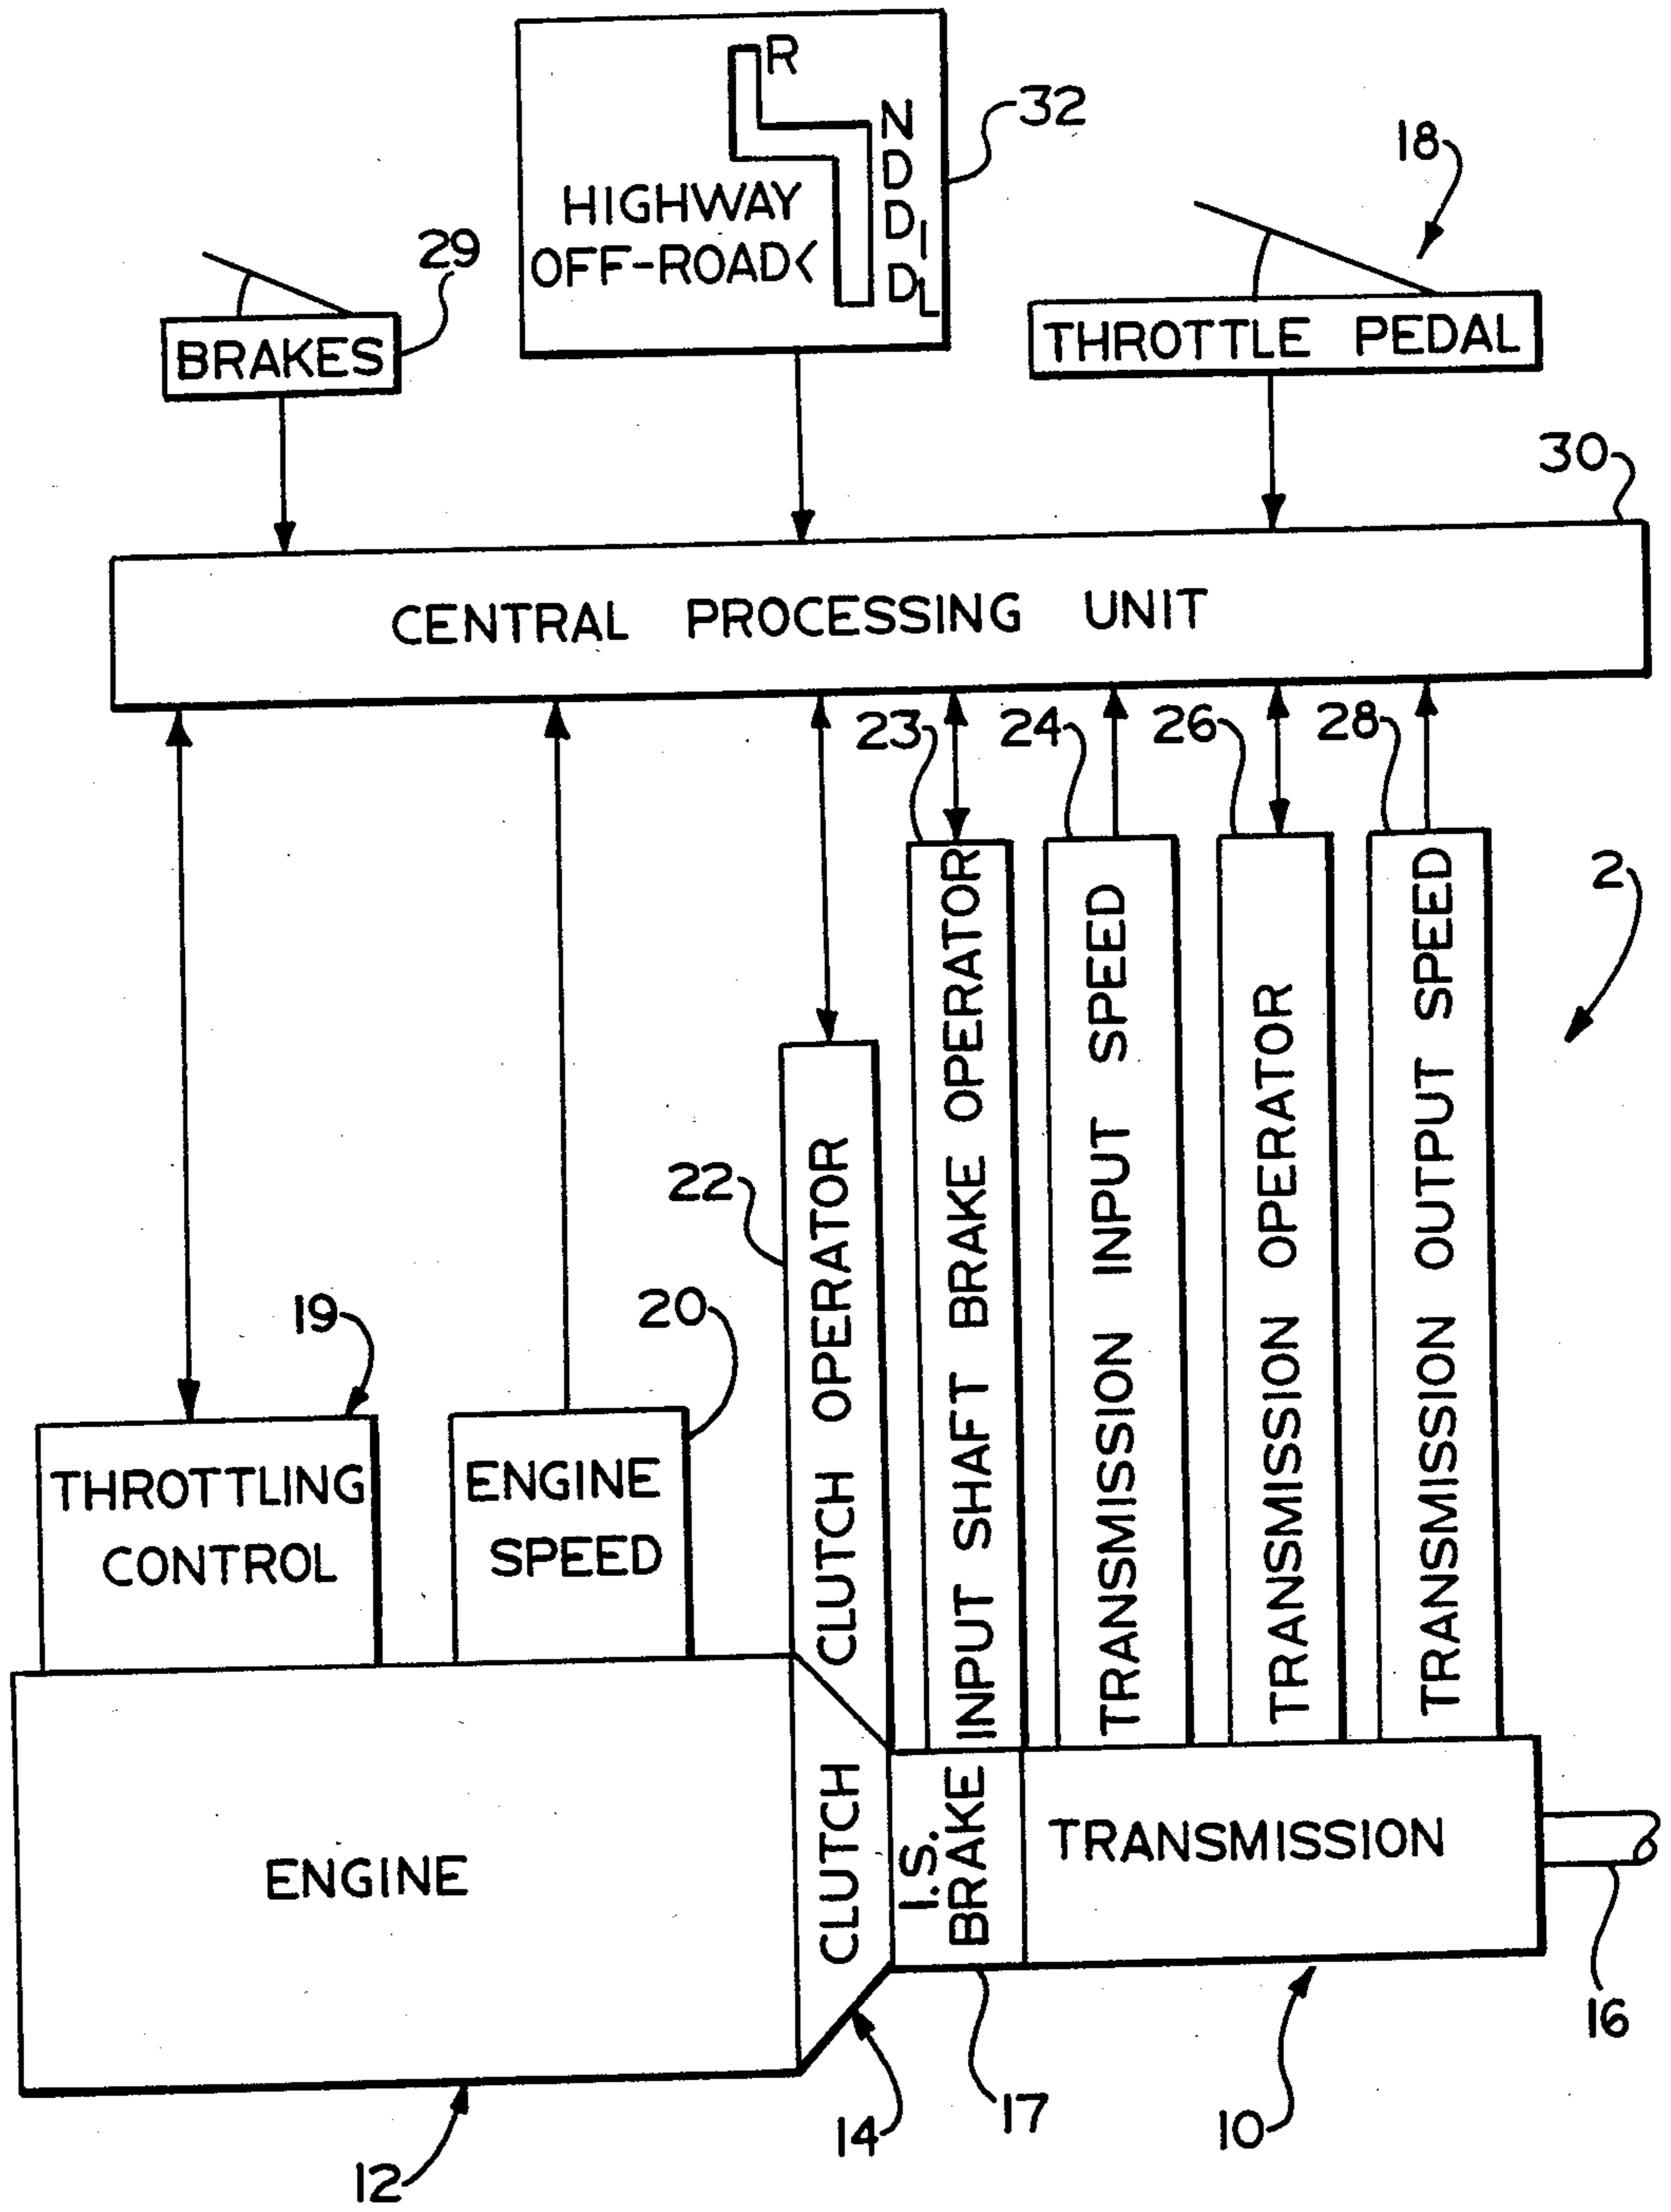 R
N
D
D1
DL
HIGHWAY
OFF-ROAD<
32
18
29
BRAKES
THROTTLE PEDAL
30
CENTRAL PROCESSING UNIT
23
24
26
28
2
22
19
20
THROTTLING
CONTROL
ENGINE
SPEED
CLUTCH OPERATOR
INPUT SHAFT BRAKE OPERATOR
TRANSMISSION INPUT SPEED
TRANSMISSION OPERATOR
TRANSMISSION OUTPUT SPEED
ENGINE
CLUTCH
I.S.
BRAKE
TRANSMISSION
16
12
14
17
10